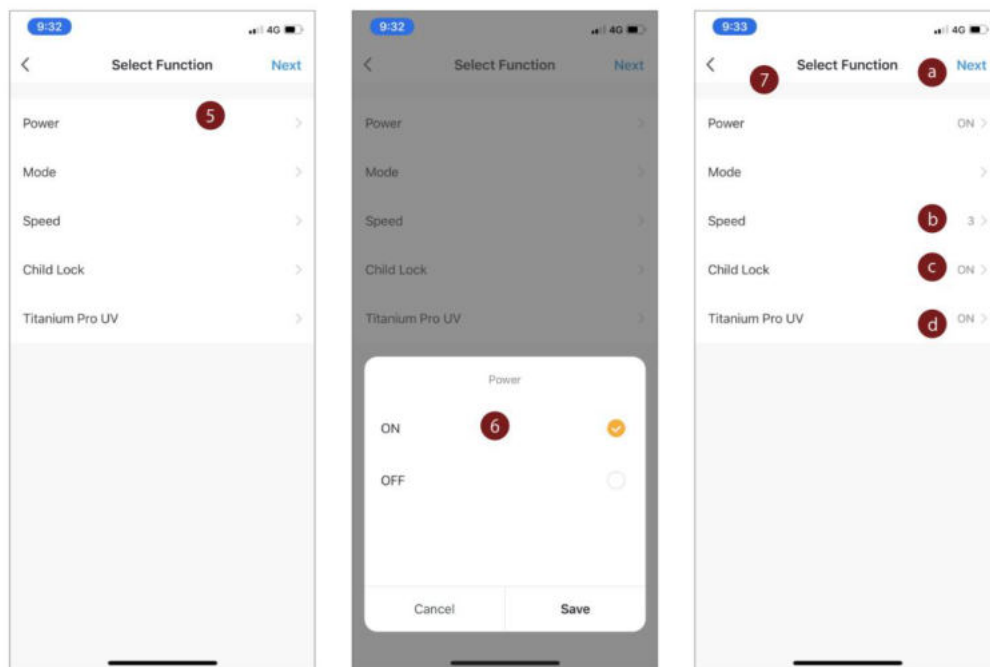 9:32
4G
Select Function
Next
5
Power
Mode
Speed
Child Lock
Titanium Pro UV
9:32
4G
Select Function
Next
Power
Mode
Speed
Child Lock
Titanium Pro UV
Power
ON
6
OFF
Cancel
Save
9:33
4G
7
Select Function
a
Next
Power
ON
Mode
Speed
b
3
Child Lock
c
ON
Titanium Pro UV
d
ON